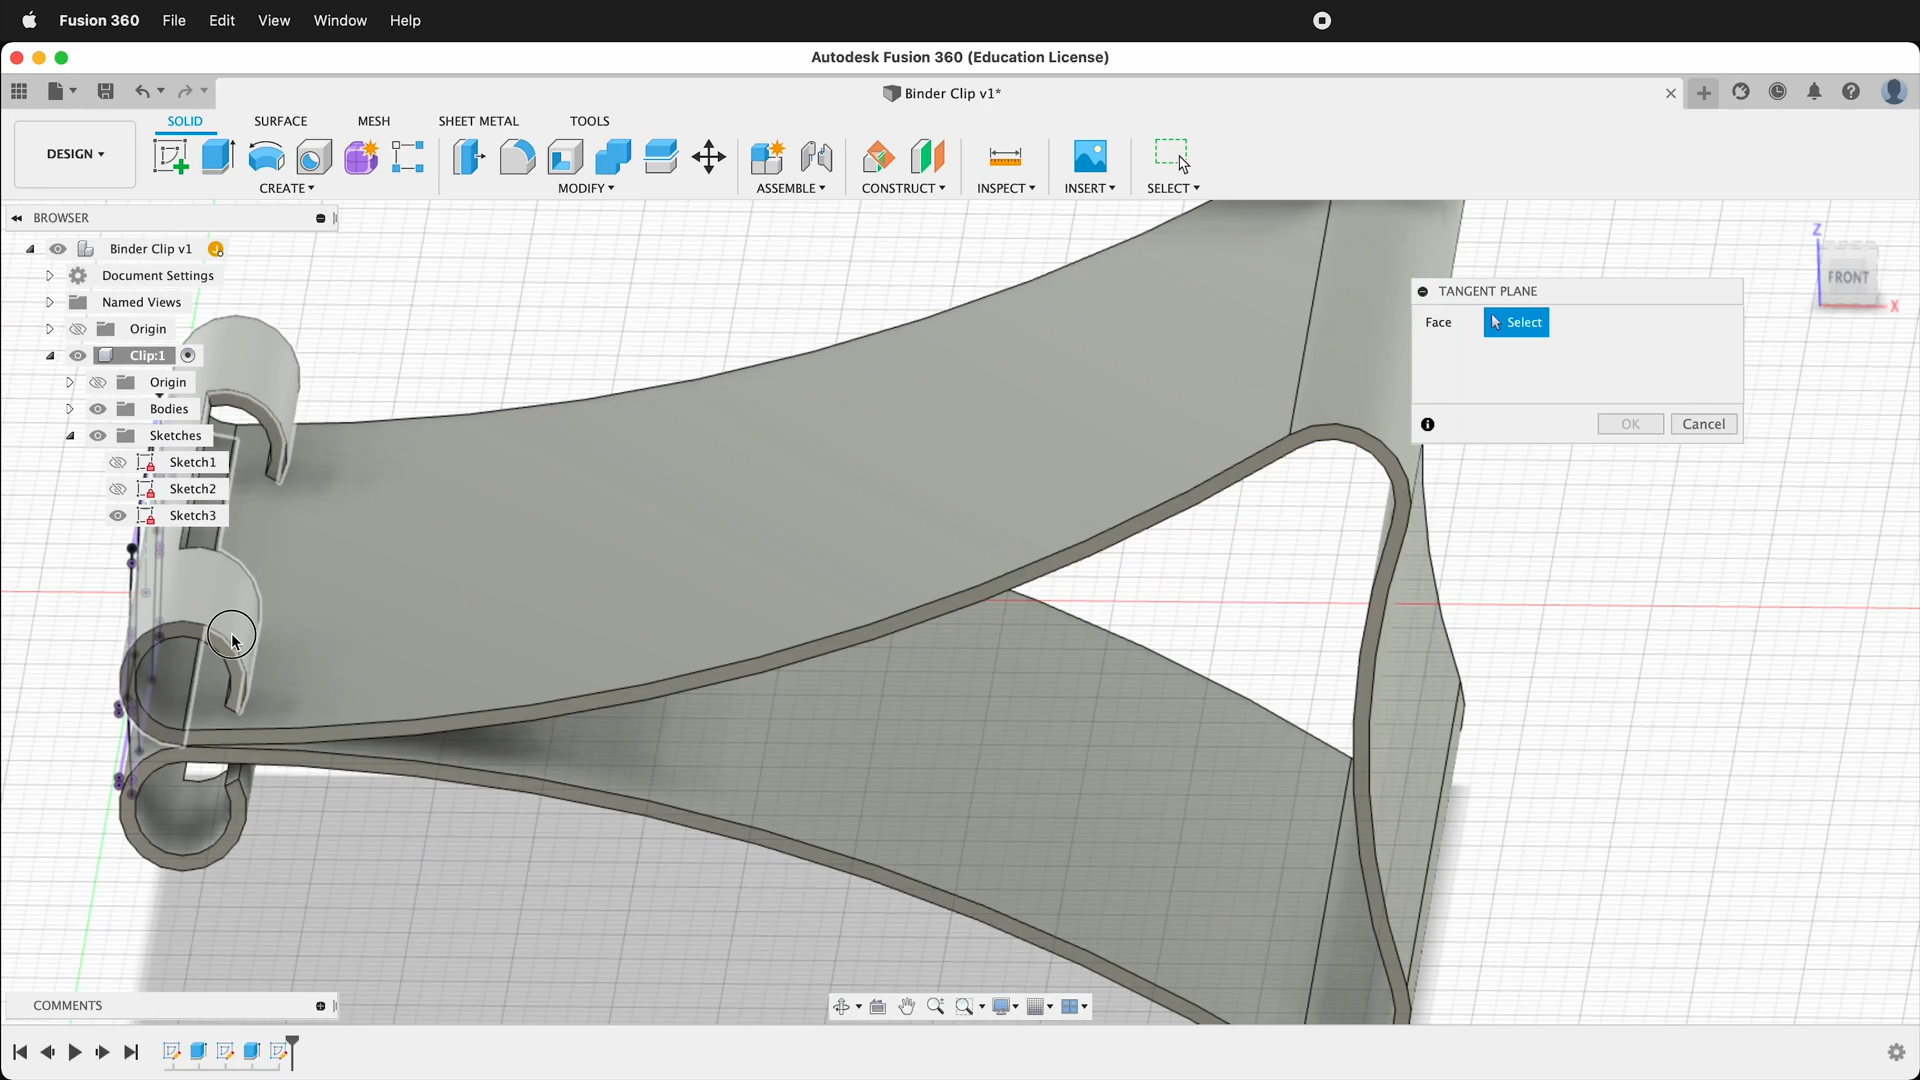 Fusion 360 File Edit View Window Help
Autodesk Fusion 360 (Education License)
Binder Clip v1*
SOLID SURFACE MESH SHEET METAL TOOLS
DESIGN
CREATE MODIFY ASSEMBLE CONSTRUCT INSPECT INSERT SELECT
BROWSER
Binder Clip v1
Document Settings
Named Views
Origin
Clip:1
Origin
Bodies
Sketches
Sketch1
Sketch2
Sketch3
Z
FRONT
X
TANGENT PLANE
Face Select
OK Cancel
COMMENTS